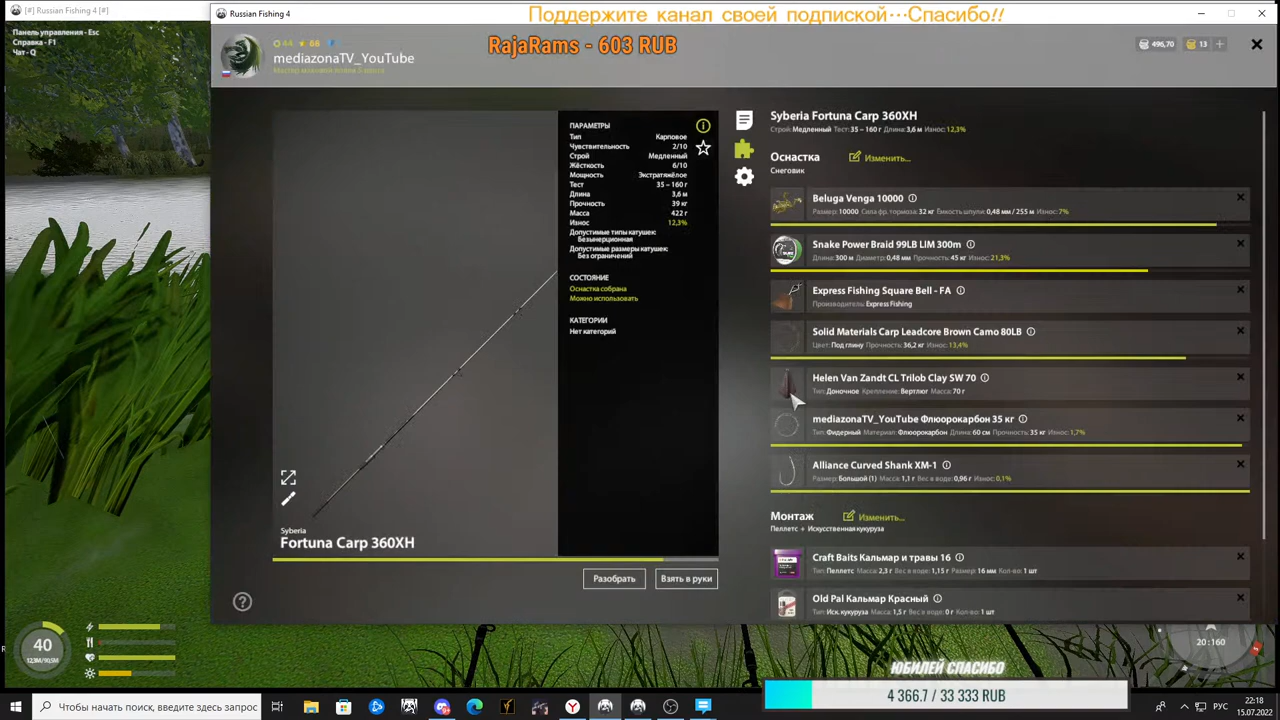 [#] Russian Fishing 4 [#]
Russian Fishing 4
Поддержите канал своей подпиской...Спасибо!!
Панель управления - Esc
Справка - F1
Чат - Q
44 68
mediazonaTV_YouTube
RajaRams - 603 RUB
496,70 13
ПАРАМЕТРЫ
Тип Карповое
Чувствительность 2/10
Строй Медленный
Жёсткость 6/10
Мощность Экстратяжёлое
Тест 35 – 160 г
Длина 3,6 м
Прочность 39 кг
Масса 422 г
Износ 12,3%
Допустимые типы катушек:
Безынерционная
Допустимые размеры катушек:
Без ограничений
СОСТОЯНИЕ
Оснастка собрана
Можно использовать
КАТЕГОРИИ
Нет категорий
Syberia
Fortuna Carp 360XH
Разобрать
Взять в руки
Syberia Fortuna Carp 360XH
Строй: Медленный Тест: 35 – 160 г Длина: 3,6 м Износ: 12,3%
Оснастка Изменить...
Снеговик
Beluga Venga 10000
Размер: 10000 Сила фр. тормоза: 32 кг Ёмкость шпули: 0,48 мм / 255 м Износ: 7%
Snake Power Braid 99LB LIM 300m
Длина: 300 м Диаметр: 0,48 мм Прочность: 45 кг Износ: 21,3%
Express Fishing Square Bell - FA
Производитель: Express Fishing
Solid Materials Carp Leadcore Brown Camo 80LB
Цвет: Под глину Прочность: 36,2 кг Износ: 13,4%
Helen Van Zandt CL Trilob Clay SW 70
Тип: Доночное Крепление: Вертлюг Масса: 70 г
mediazonaTV_YouTube Флюорокарбон 35 кг
Тип: Фидерный Материал: Флюорокарбон Длина: 60 см Прочность: 35 кг Износ: 1,7%
Alliance Curved Shank XM-1
Размер: Большой (1) Масса: 1,1 г Вес в воде: 0,96 г Износ: 0,1%
Монтаж Изменить...
Пеллетс + Искусственная кукуруза
Craft Baits Кальмар и травы 16
Тип: Пеллетс Масса: 2,3 г Вес в воде: 1,15 г Размер: 16 мм Кол-во: 1 шт
Old Pal Кальмар Красный
Тип: Иск. кукуруза Масса: 1,5 г Вес в воде: 0 г Кол-во: 1 шт
40
20:160
ЮБИЛЕЙ СПАСИБО
4 366.7 / 33 333 RUB
Чтобы начать поиск, введите здесь запрос
РУС
22:18
15.07.2022